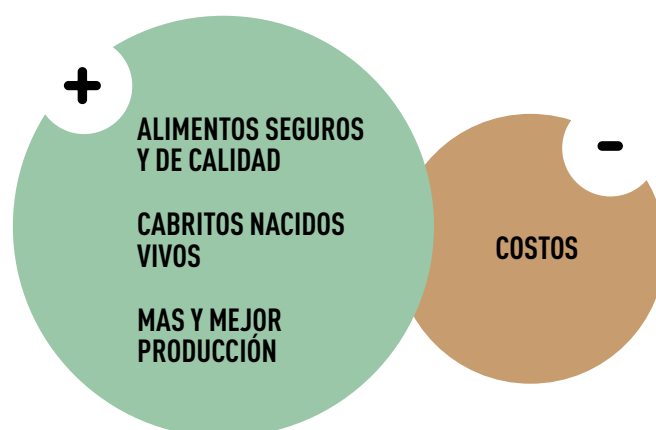 +
ALIMENTOS SEGUROS
Y DE CALIDAD
CABRITOS NACIDOS
VIVOS
MAS Y MEJOR
PRODUCCIÓN
-
COSTOS